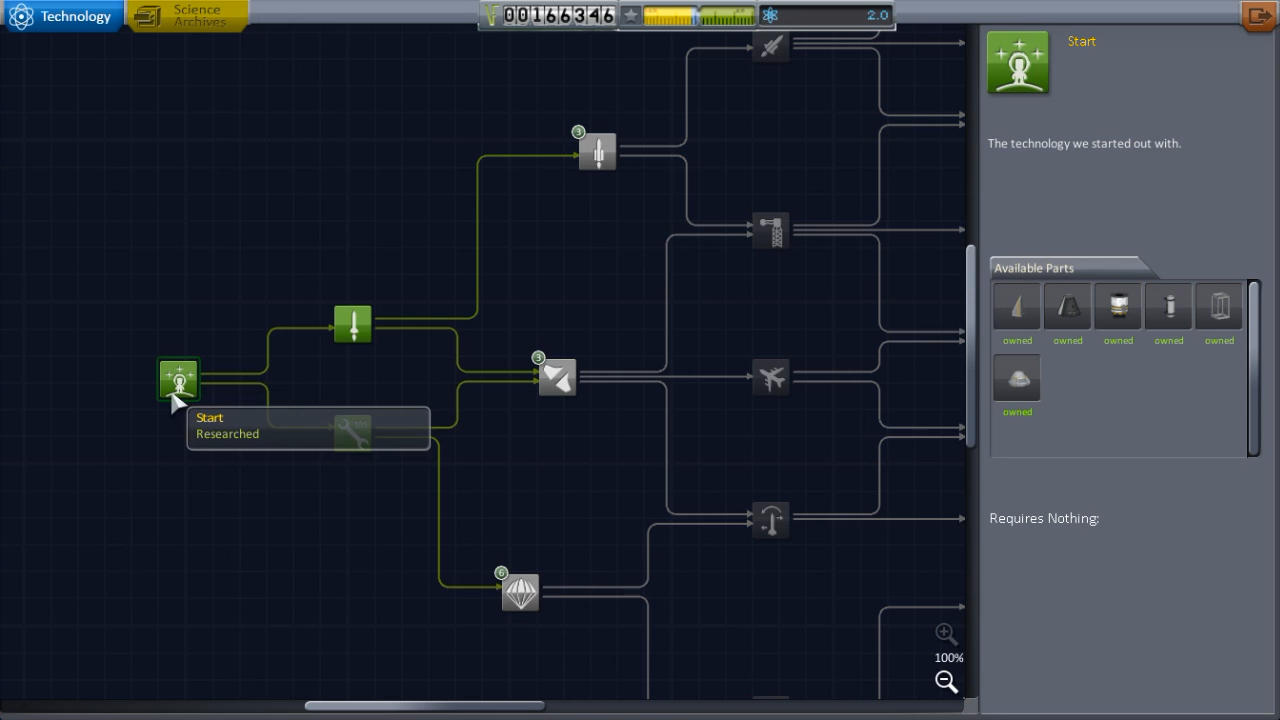 Technology
Science
Archives
00166346
2.0
Start
The technology we started out with.
3
3
Start
Researched
Available Parts
owned
owned
owned
owned
owned
owned
Requires Nothing:
6
100%